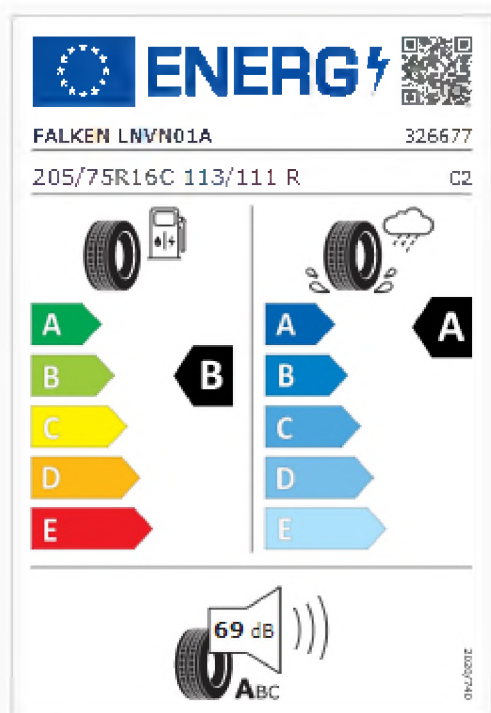 ENERG
FALKEN LNVN01A 326677
205/75R16C 113/111 R C2
A
B
C
D
E
B
A
B
C
D
E
A
69 dB
ABC
2020/740